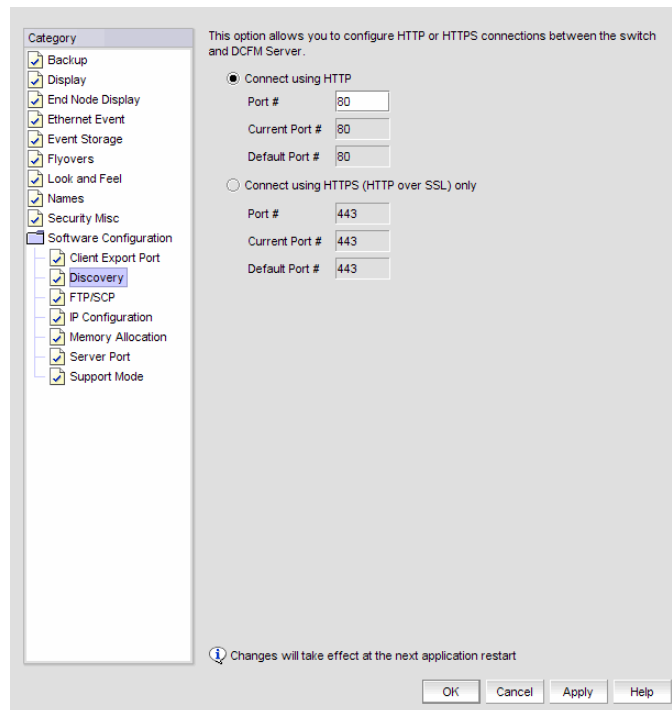 Category
Backup
Display
End Node Display
Ethernet Event
Event Storage
Flyovers
Look and Feel
Names
Security Misc
Software Configuration
Client Export Port
Discovery
FTP/SCP
IP Configuration
Memory Allocation
Server Port
Support Mode
This option allows you to configure HTTP or HTTPS connections between the switch
and DCFM Server.
Connect using HTTP
Port # 80
Current Port # 80
Default Port # 80
Connect using HTTPS (HTTP over SSL) only
Port # 443
Current Port # 443
Default Port # 443
Changes will take effect at the next application restart
OK Cancel Apply Help